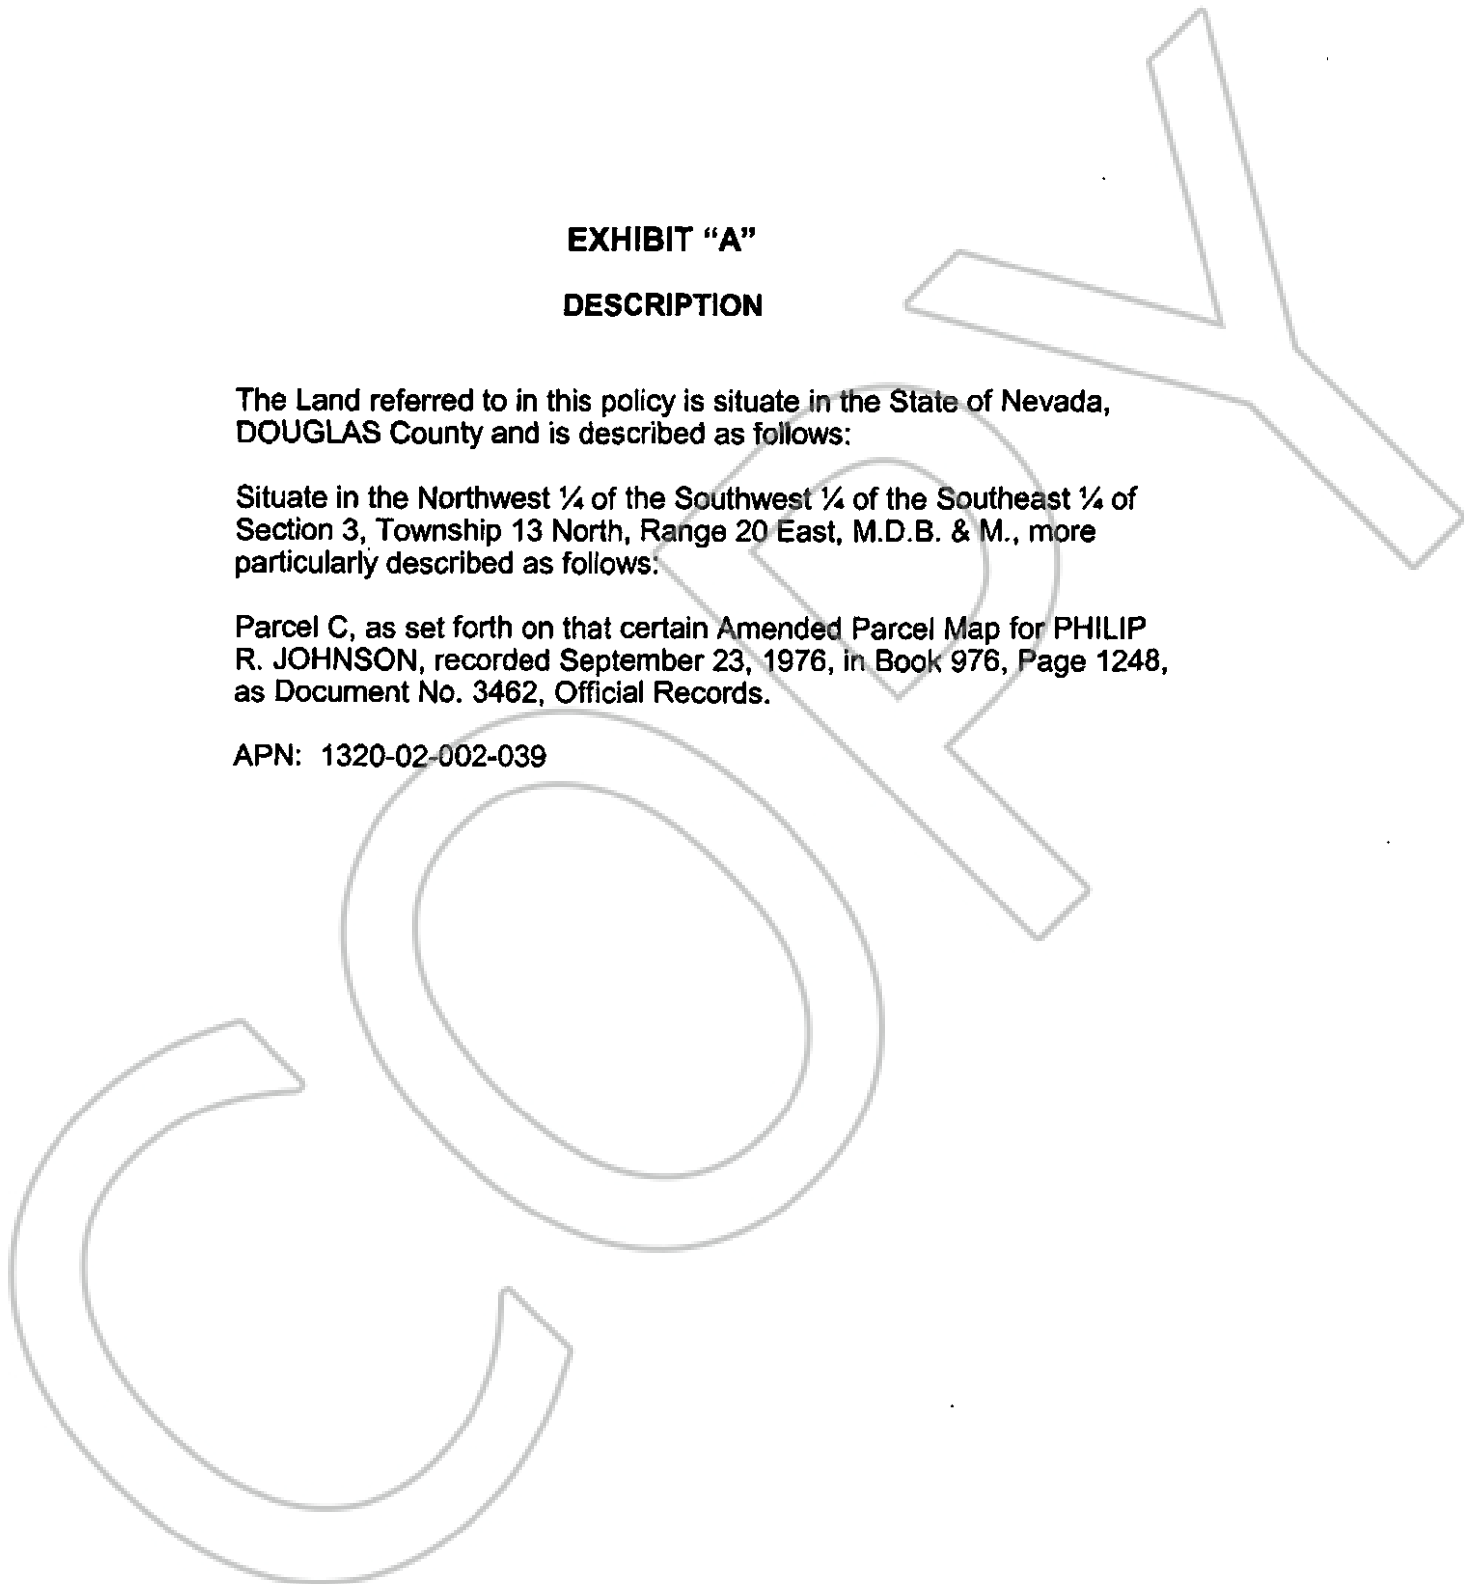 EXHIBIT “A”
DESCRIPTION
The Land referred to in this policy is situate in the State of Nevada,
DOUGLAS County and is described as follows:
Situate in the Northwest ¼ of the Southwest ¼ of the Southeast ¼ of
Section 3, Township 13 North, Range 20 East, M.D.B. & M., more
particularly described as follows:
Parcel C, as set forth on that certain Amended Parcel Map for PHILIP
R. JOHNSON, recorded September 23, 1976, in Book 976, Page 1248,
as Document No. 3462, Official Records.
APN: 1320-02-002-039
COPY